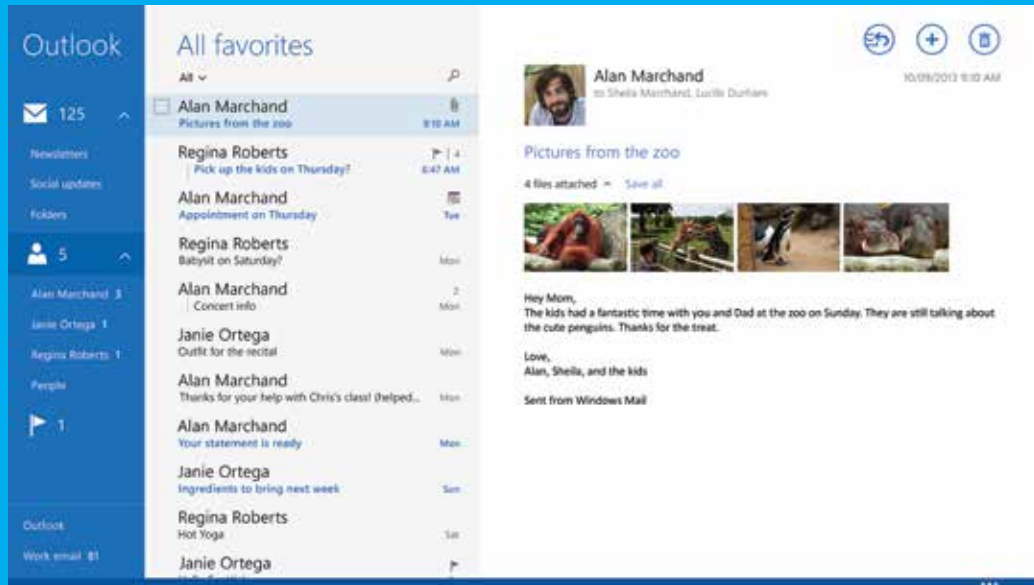 Outlook
125
Newsletters
Social updates
Folders
5
Alan Marchand 3
Janie Ortega 1
Regina Roberts 1
People
1
Outlook
Work email 81
All favorites
All
Alan Marchand
Pictures from the zoo 9:10 AM
Regina Roberts 4
Pick up the kids on Thursday? 6:47 AM
Alan Marchand
Appointment on Thursday Tue
Regina Roberts
Babysit on Saturday? Mon
Alan Marchand 2
Concert info Mon
Janie Ortega
Outfit for the recital Mon
Alan Marchand
Thanks for your help with Chris's class! (helped... Mon
Alan Marchand
Your statement is ready Mon
Janie Ortega
Ingredients to bring next week Sun
Regina Roberts
Hot Yoga Sat
Janie Ortega
Alan Marchand 10/09/2013 9:10 AM
to Sheila Marchand, Lucille Durham
Pictures from the zoo
4 files attached Save all
Hey Mom,
The kids had a fantastic time with you and Dad at the zoo on Sunday. They are still talking about
the cute penguins. Thanks for the treat.
Love,
Alan, Sheila, and the kids
Sent from Windows Mail